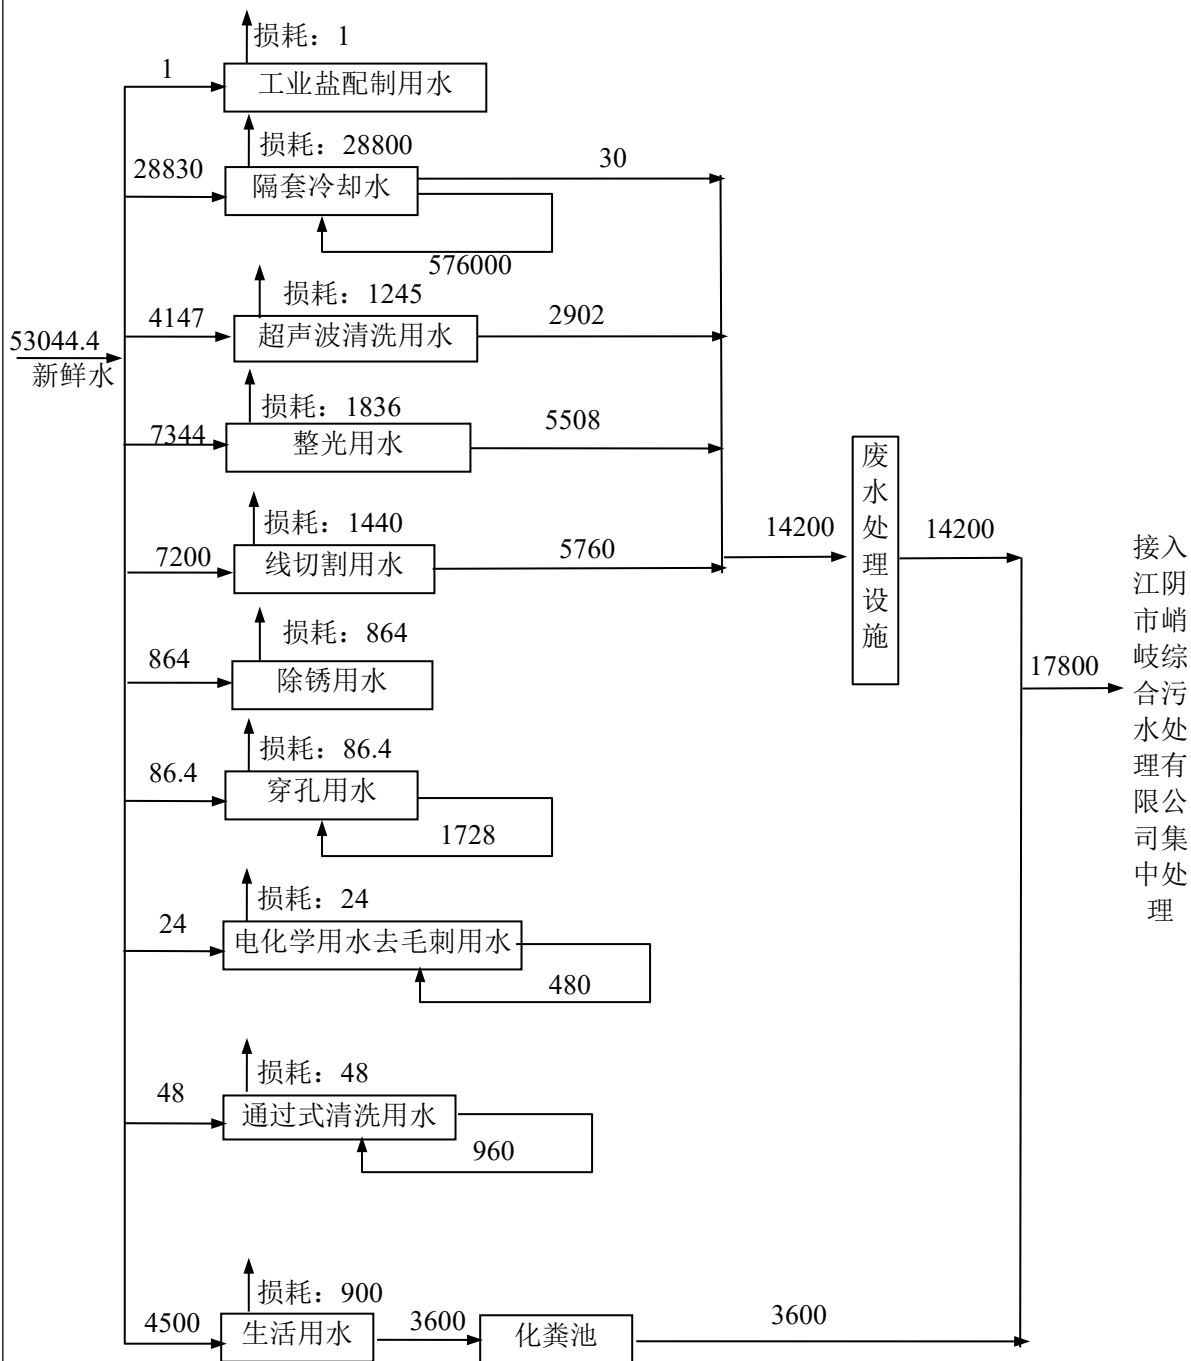 损耗：1
1
工业盐配制用水
损耗：28800
28830
30
隔套冷却水
576000
损耗：1245
4147
2902
超声波清洗用水
53044.4
新鲜水
损耗：1836
7344
5508
整光用水
损耗：1440
7200
5760
线切割用水
14200
废
水
处
理
设
施
14200
损耗：864
864
除锈用水
17800
接入
江阴
市峭
岐综
合污
水处
理有
限公
司集
中处
理
损耗：86.4
86.4
穿孔用水
1728
损耗：24
24
电化学用水去毛刺用水
480
损耗：48
48
通过式清洗用水
960
损耗：900
4500
生活用水
3600
化粪池
3600